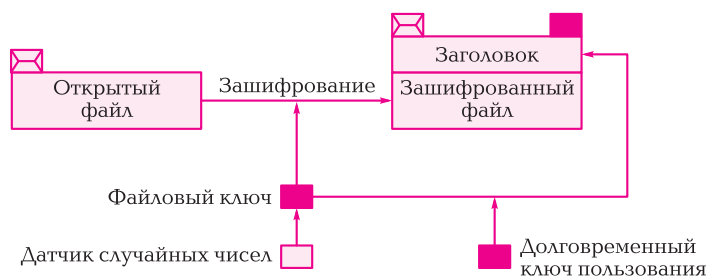 Заголовок
Открытый
файл
Зашифрование
Зашифрованный
файл
Файловый ключ
Датчик случайных чисел
Долговременный
ключ пользования